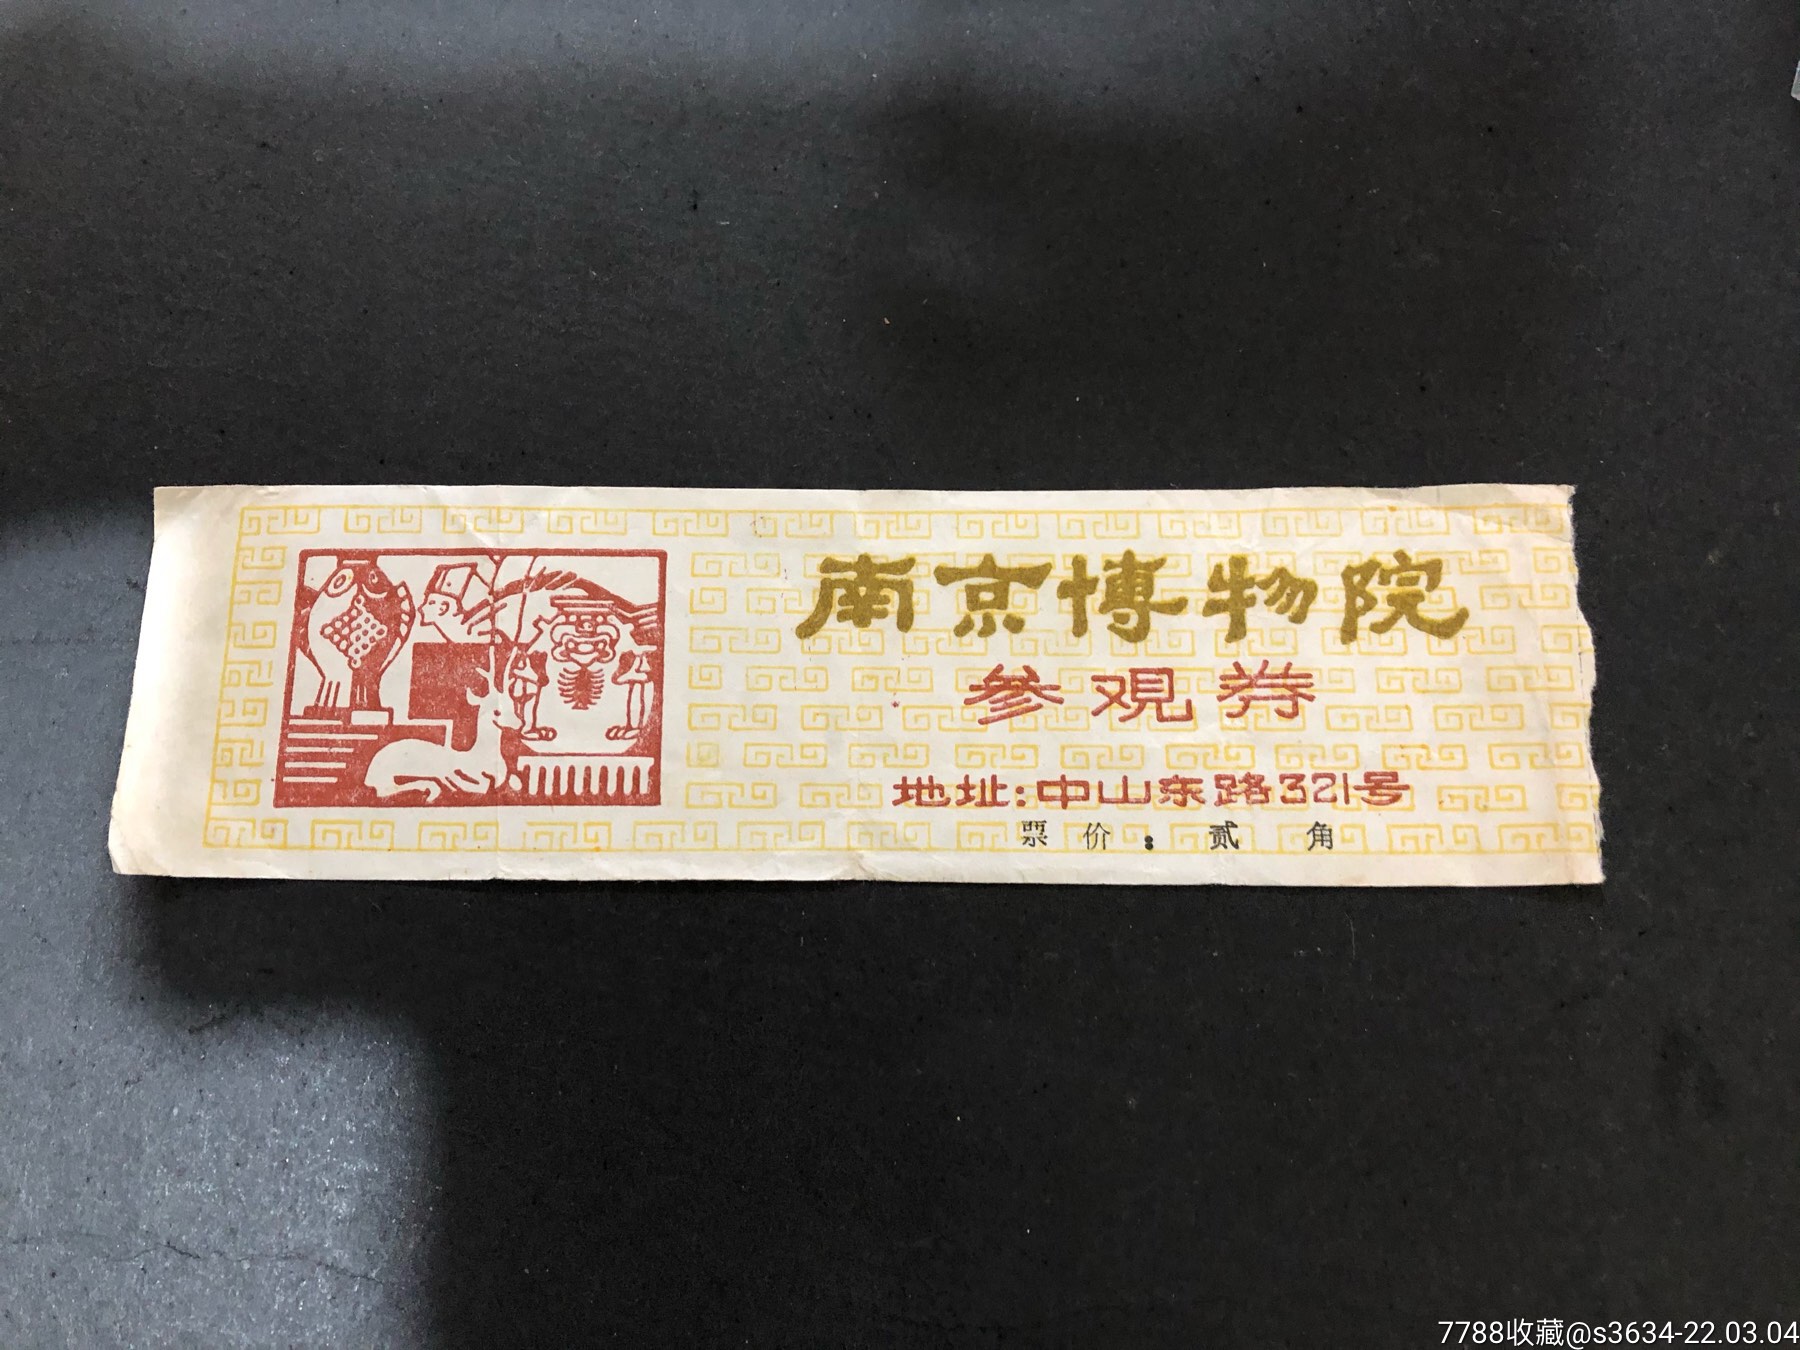 南京博物院
参观券
地址:中山东路321号
票价:贰角
7788收藏@s3634-22.03.04